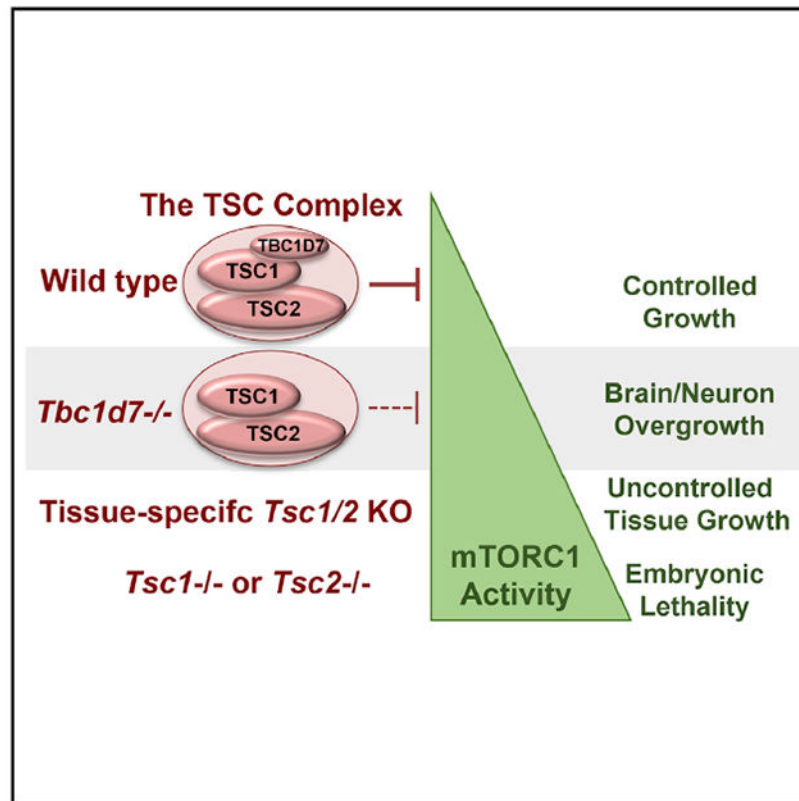 The TSC Complex
Wild type
TBC1D7
TSC1
TSC2
Controlled
Growth
Tbc1d7-/-
TSC1
TSC2
Brain/Neuron
Overgrowth
Tissue-specifc Tsc1/2 KO
Uncontrolled
Tissue Growth
Tsc1-/- or Tsc2-/-
mTORC1
Activity
Embryonic
Lethality